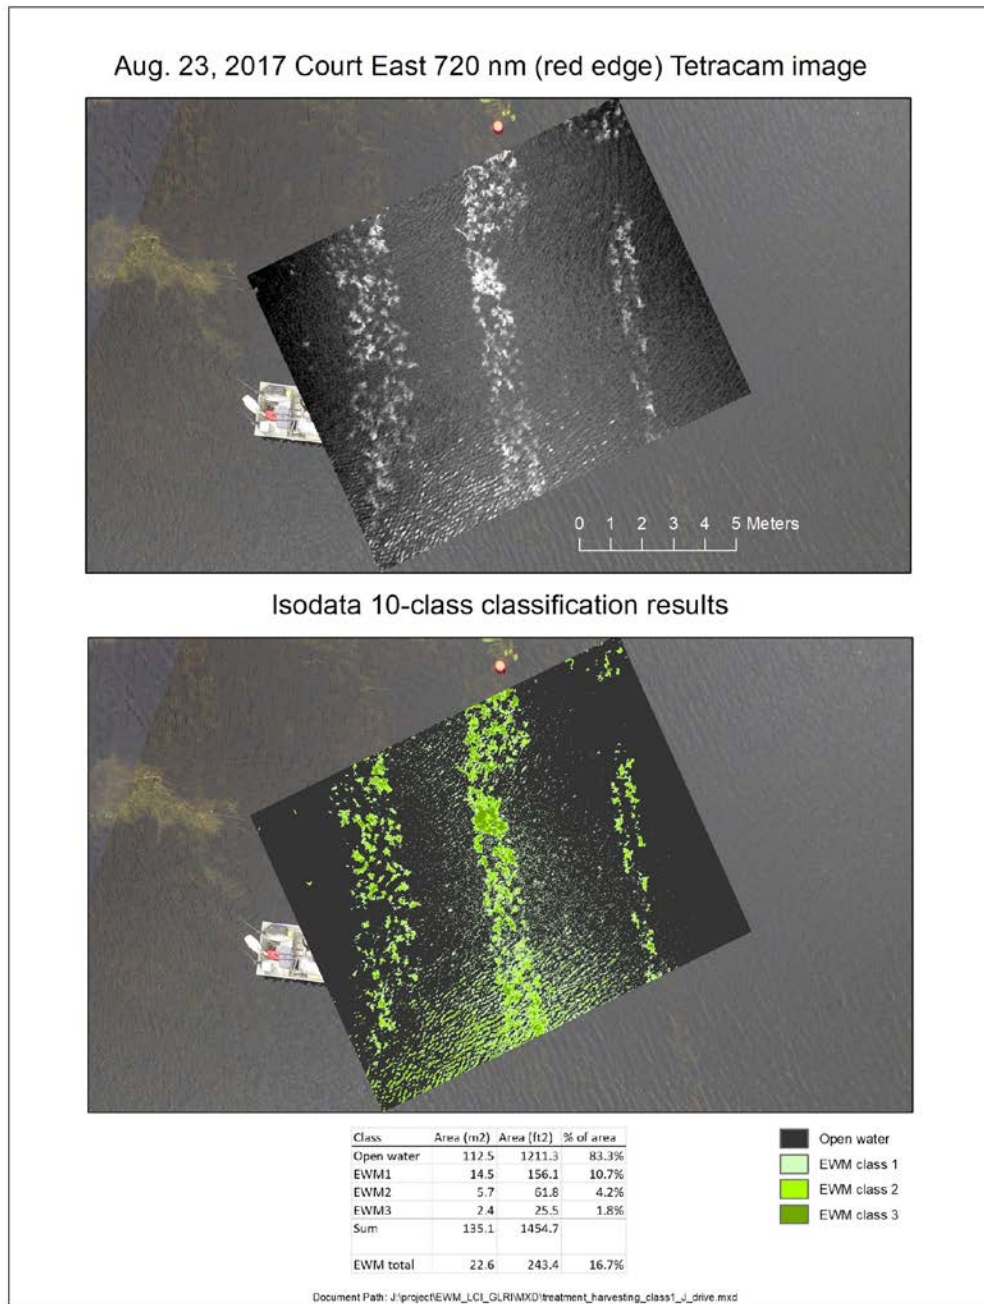 Aug. 23, 2017 Court East 720 nm (red edge) Tetracam image
0 1 2 3 4 5 Meters
Isodata 10-class classification results
Class Area (m2) Area (ft2) % of area
Open water 112.5 1211.3 83.3%
EWM1 14.5 156.1 10.7%
EWM2 5.7 61.8 4.2%
EWM3 2.4 25.5 1.8%
Sum 135.1 1454.7
EWM total 22.6 243.4 16.7%
Open water
EWM class 1
EWM class 2
EWM class 3
Document Path: J:\project\EWM_LCI_GLRI\MXD\treatment_harvesting_class1_J_drive.mxd